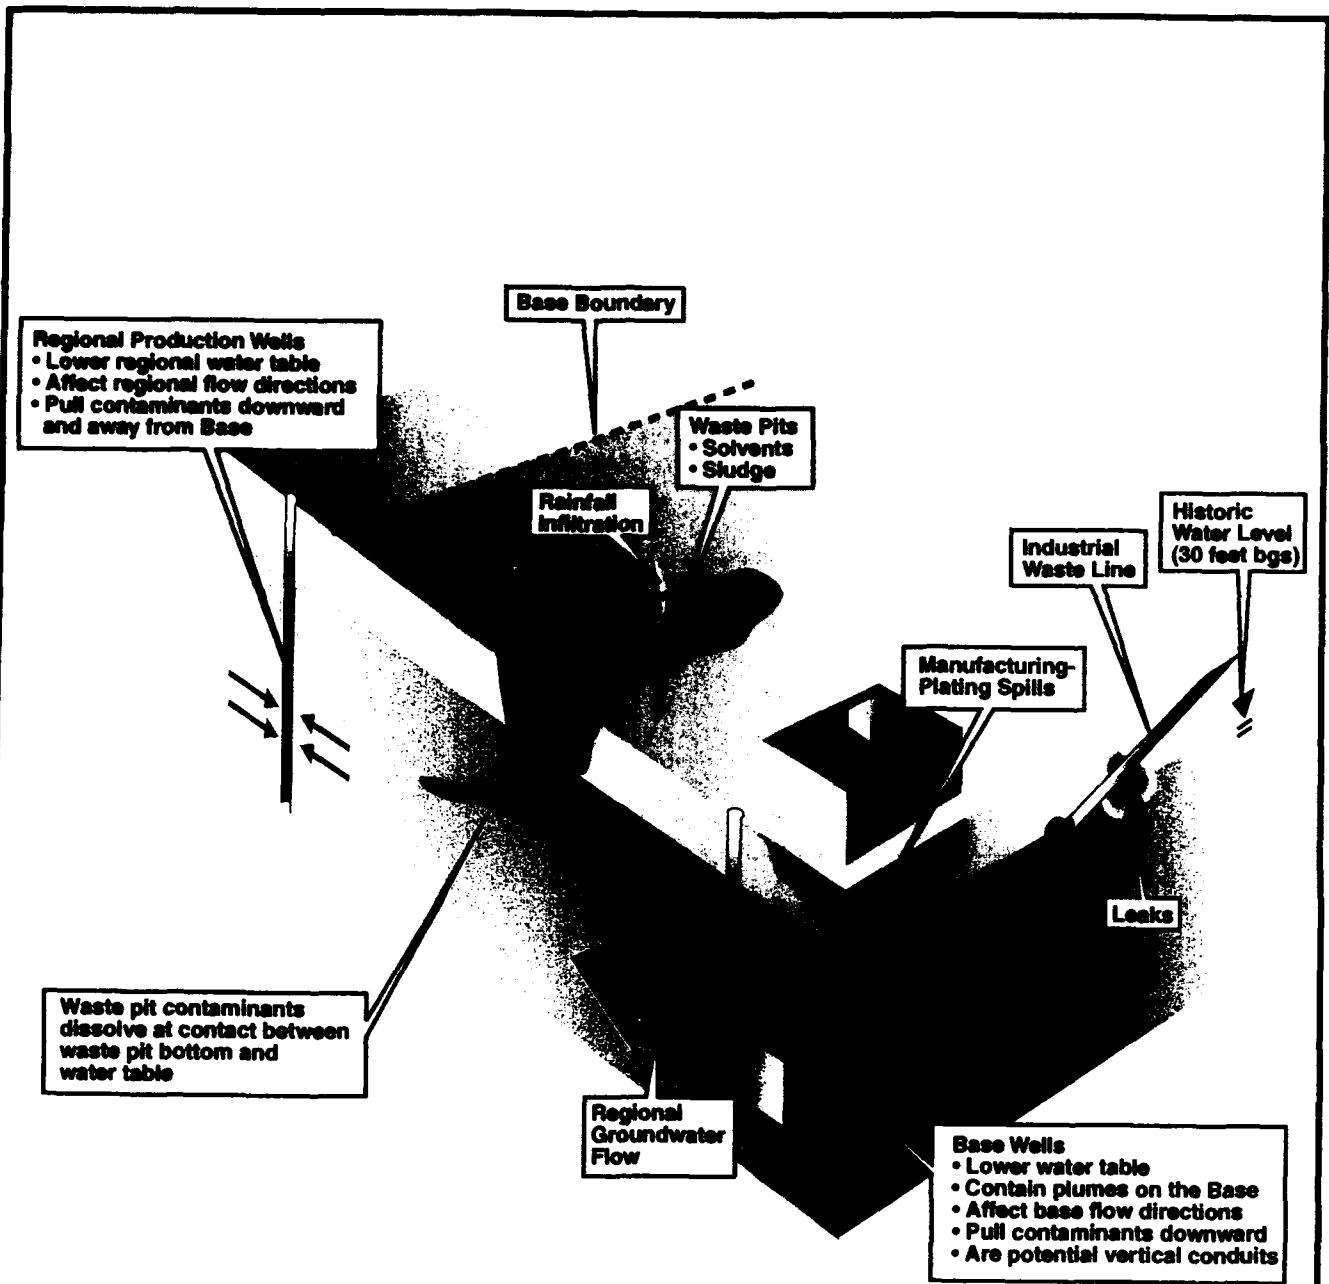 Base Boundary
Regional Production Wells
• Lower regional water table
• Affect regional flow directions
• Pull contaminants downward
and away from Base
Waste Pits
• Solvents
• Sludge
Rainfall
Infiltration
Historic
Water Level
(30 feet bgs)
Industrial
Waste Line
Manufacturing-
Plating Spills
Leaks
Waste pit contaminants
dissolve at contact between
waste pit bottom and
water table
Regional
Groundwater
Flow
Base Wells
• Lower water table
• Contain plumes on the Base
• Affect base flow directions
• Pull contaminants downward
• Are potential vertical conduits